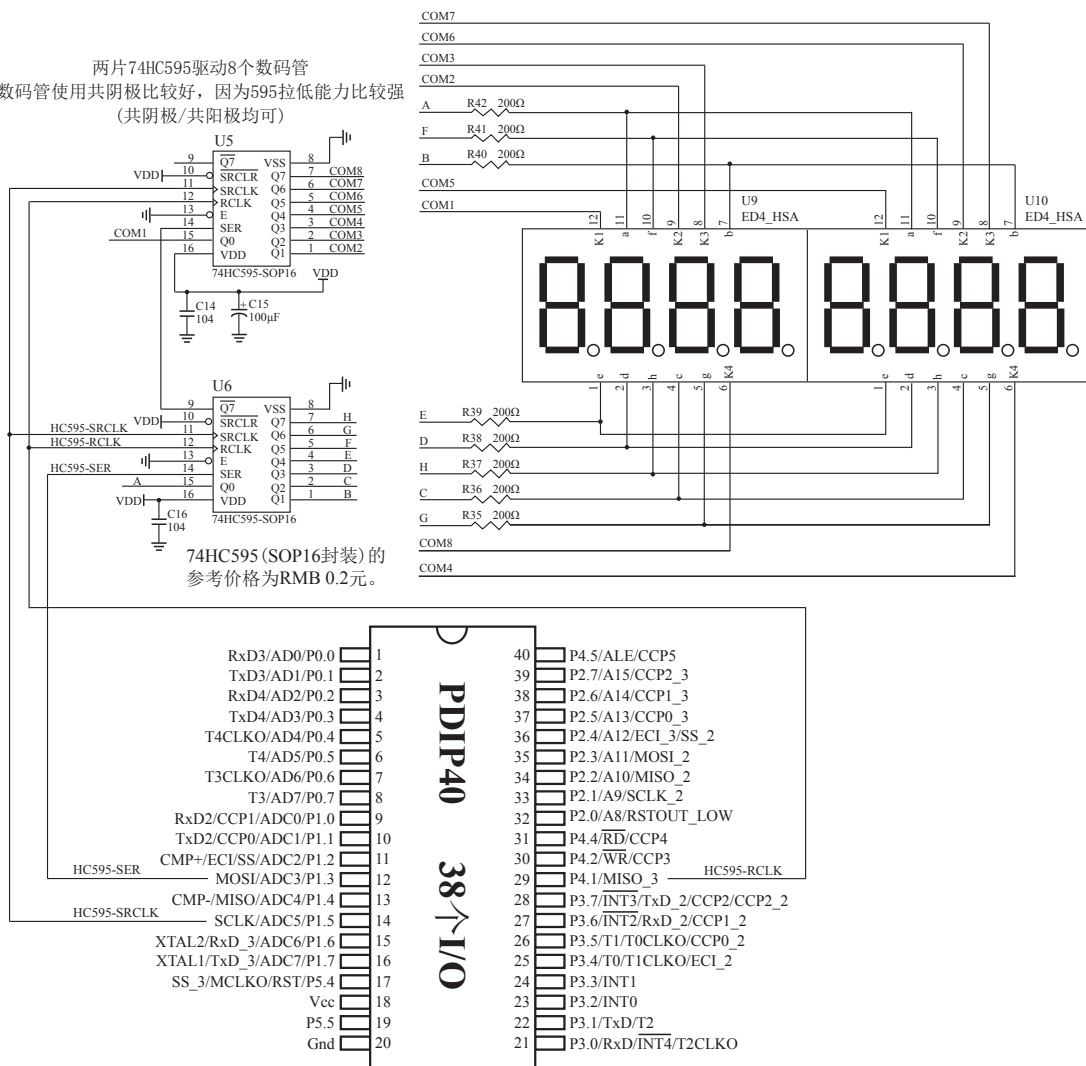 两片74HC595驱动8个数码管
数码管使用共阴极比较好，因为595拉低能力比较强
(共阴极/共阳极均可)
COM7
COM6
COM3
COM2
A R42 200Ω
F R41 200Ω
B R40 200Ω
COM5
COM1
U9
ED4_HSA
U10
ED4_HSA
12 11 10 9 8 7
K1 a f K2 K3 b
12 11 10 9 8 7
K1 a f K2 K3 b
e d h c g K4
1 2 3 4 5 6
e d h c g K4
1 2 3 4 5 6
E R39 200Ω
D R38 200Ω
H R37 200Ω
C R36 200Ω
G R35 200Ω
COM8
COM4
U5
9 Q7 VSS 8
VDD 10 SRCLR Q7 7 COM8
11 SRCLK Q6 6 COM7
12 RCLK Q5 5 COM6
13 E Q4 4 COM5
14 SER Q3 3 COM4
COM1 15 Q0 Q2 2 COM3
16 VDD Q1 1 COM2
74HC595-SOP16
VDD
C14
104
+ C15
100μF
U6
9 Q7 VSS 8
VDD 10 SRCLR Q7 7 H
HC595-SRCLK 11 SRCLK Q6 6 G
HC595-RCLK 12 RCLK Q5 5 F
13 E Q4 4 E
HC595-SER 14 SER Q3 3 D
A 15 Q0 Q2 2 C
VDD 16 VDD Q1 1 B
74HC595-SOP16
C16
104
74HC595(SOP16封装)的
参考价格为RMB 0.2元。
PDIP40 38个I/O
RxD3/AD0/P0.0 1
TxD3/AD1/P0.1 2
RxD4/AD2/P0.2 3
TxD4/AD3/P0.3 4
T4CLKO/AD4/P0.4 5
T4/AD5/P0.5 6
T3CLKO/AD6/P0.6 7
T3/AD7/P0.7 8
RxD2/CCP1/ADC0/P1.0 9
TxD2/CCP0/ADC1/P1.1 10
CMP+/ECI/SS/ADC2/P1.2 11
HC595-SER MOSI/ADC3/P1.3 12
CMP-/MISO/ADC4/P1.4 13
HC595-SRCLK SCLK/ADC5/P1.5 14
XTAL2/RxD_3/ADC6/P1.6 15
XTAL1/TxD_3/ADC7/P1.7 16
SS_3/MCLKO/RST/P5.4 17
Vcc 18
P5.5 19
Gnd 20
40 P4.5/ALE/CCP5
39 P2.7/A15/CCP2_3
38 P2.6/A14/CCP1_3
37 P2.5/A13/CCP0_3
36 P2.4/A12/ECI_3/SS_2
35 P2.3/A11/MOSI_2
34 P2.2/A10/MISO_2
33 P2.1/A9/SCLK_2
32 P2.0/A8/RSTOUT_LOW
31 P4.4/RD/CCP4
30 P4.2/WR/CCP3
29 P4.1/MISO_3 HC595-RCLK
28 P3.7/INT3/TxD_2/CCP2/CCP2_2
27 P3.6/INT2/RxD_2/CCP1_2
26 P3.5/T1/T0CLKO/CCP0_2
25 P3.4/T0/T1CLKO/ECI_2
24 P3.3/INT1
23 P3.2/INT0
22 P3.1/TxD/T2
21 P3.0/RxD/INT4/T2CLKO